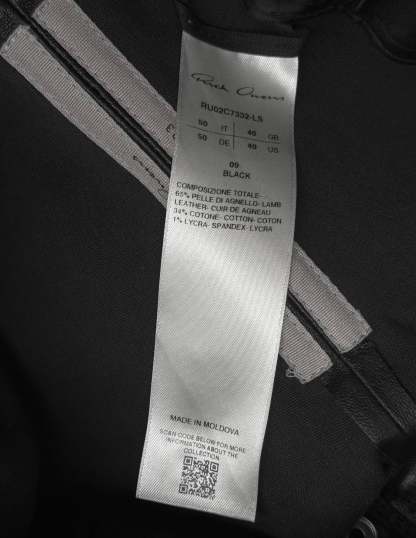 Rick Owens
RU02C7392-LS
50 IT 40 GB
50 DE 40 US
09
BLACK
COMPOSIZIONE TOTALE-
65% PELLE DI AGNELLO- LAMB
LEATHER- CUIR DE AGNEAU
34% COTONE- COTTON- COTON
1% LYCRA- SPANDEX- LYCRA
MADE IN MOLDOVA
SCAN CODE BELOW FOR MORE
INFORMATION ABOUT THE
COLLECTION